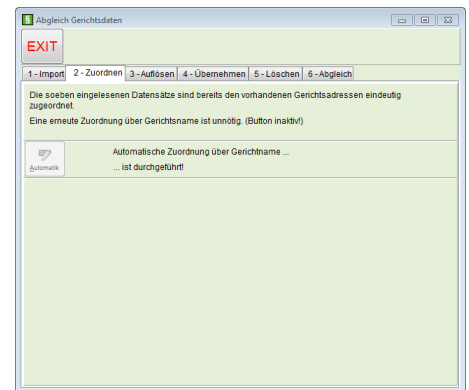 § Abgleich Gerichtsdaten
EXIT
1 - Import 2 - Zuordnen 3 - Auflösen 4 - Übernehmen 5 - Löschen 6 - Abgleich
Die soeben eingelesenen Datensätze sind bereits den vorhandenen Gerichtsadressen eindeutig
zugeordnet.
Eine erneute Zuordnung über Gerichtsname ist unnötig. (Button inaktiv!)
Automatik
Automatische Zuordnung über Gerichtname ...
... ist durchgeführt!